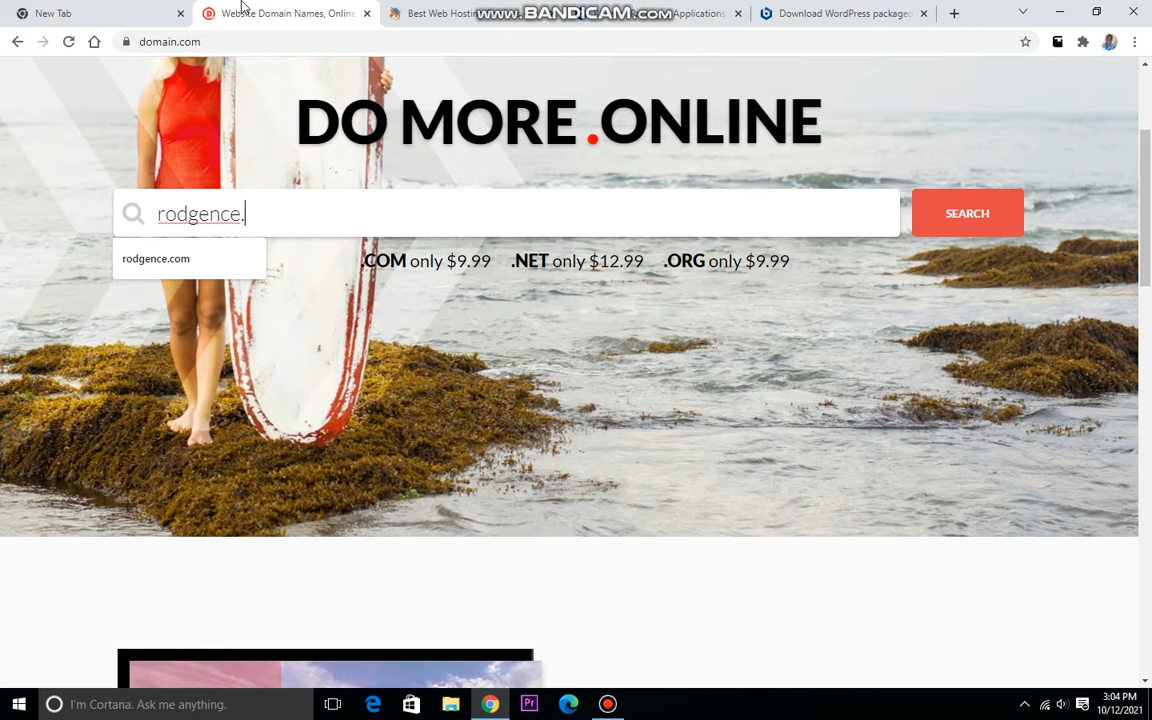 New Tab
Website Domain Names, Online
Best Web Hosti
Applications
Download WordPress packaged
www.BANDICAM.com
domain.com
DO MORE .ONLINE
rodgence.
SEARCH
rodgence.com
.COM only $9.99 .NET only $12.99 .ORG only $9.99
I'm Cortana. Ask me anything.
Pr
3:04 PM
10/12/2021